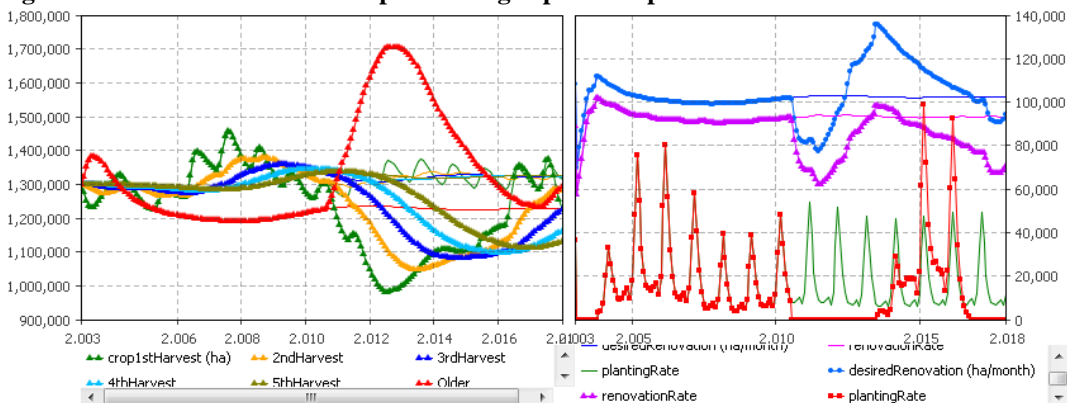 1,800,000
1,700,000
1,600,000
1,500,000
1,400,000
1,300,000
1,200,000
1,100,000
1,000,000
900,000
2.003 2.006 2.008 2.010 2.012 2.014 2.016
crop1stHarvest (ha) 2ndHarvest 3rdHarvest
4thHarvest 5thHarvest Older
140,000
120,000
100,000
80,000
60,000
40,000
20,000
0
2.005 2.010 2.015 2.018
desiredRenovation (ha/month) renovationRate
plantingRate desiredRenovation (ha/month)
renovationRate plantingRate